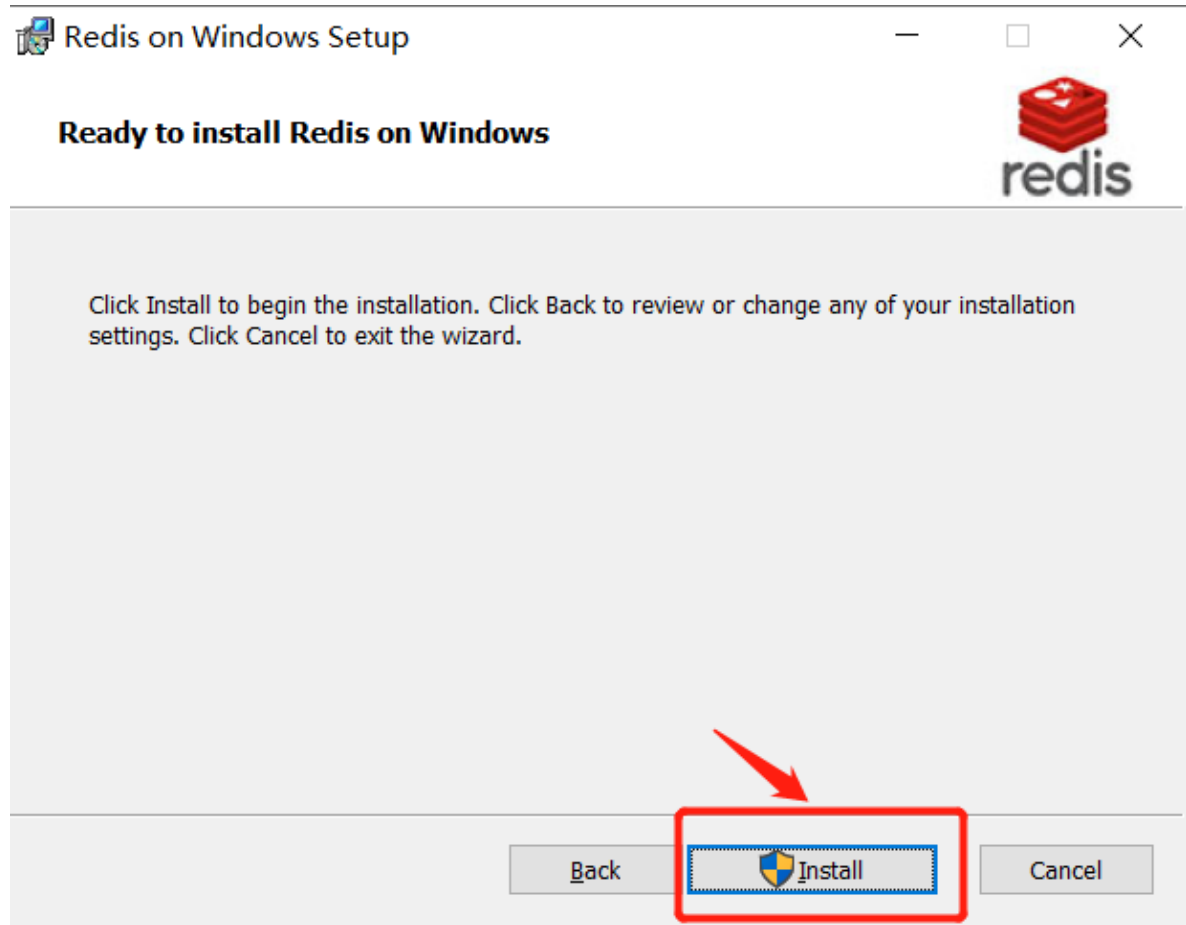 Redis on Windows Setup
Ready to install Redis on Windows
redis
Click Install to begin the installation. Click Back to review or change any of your installation
settings. Click Cancel to exit the wizard.
Back
Install
Cancel